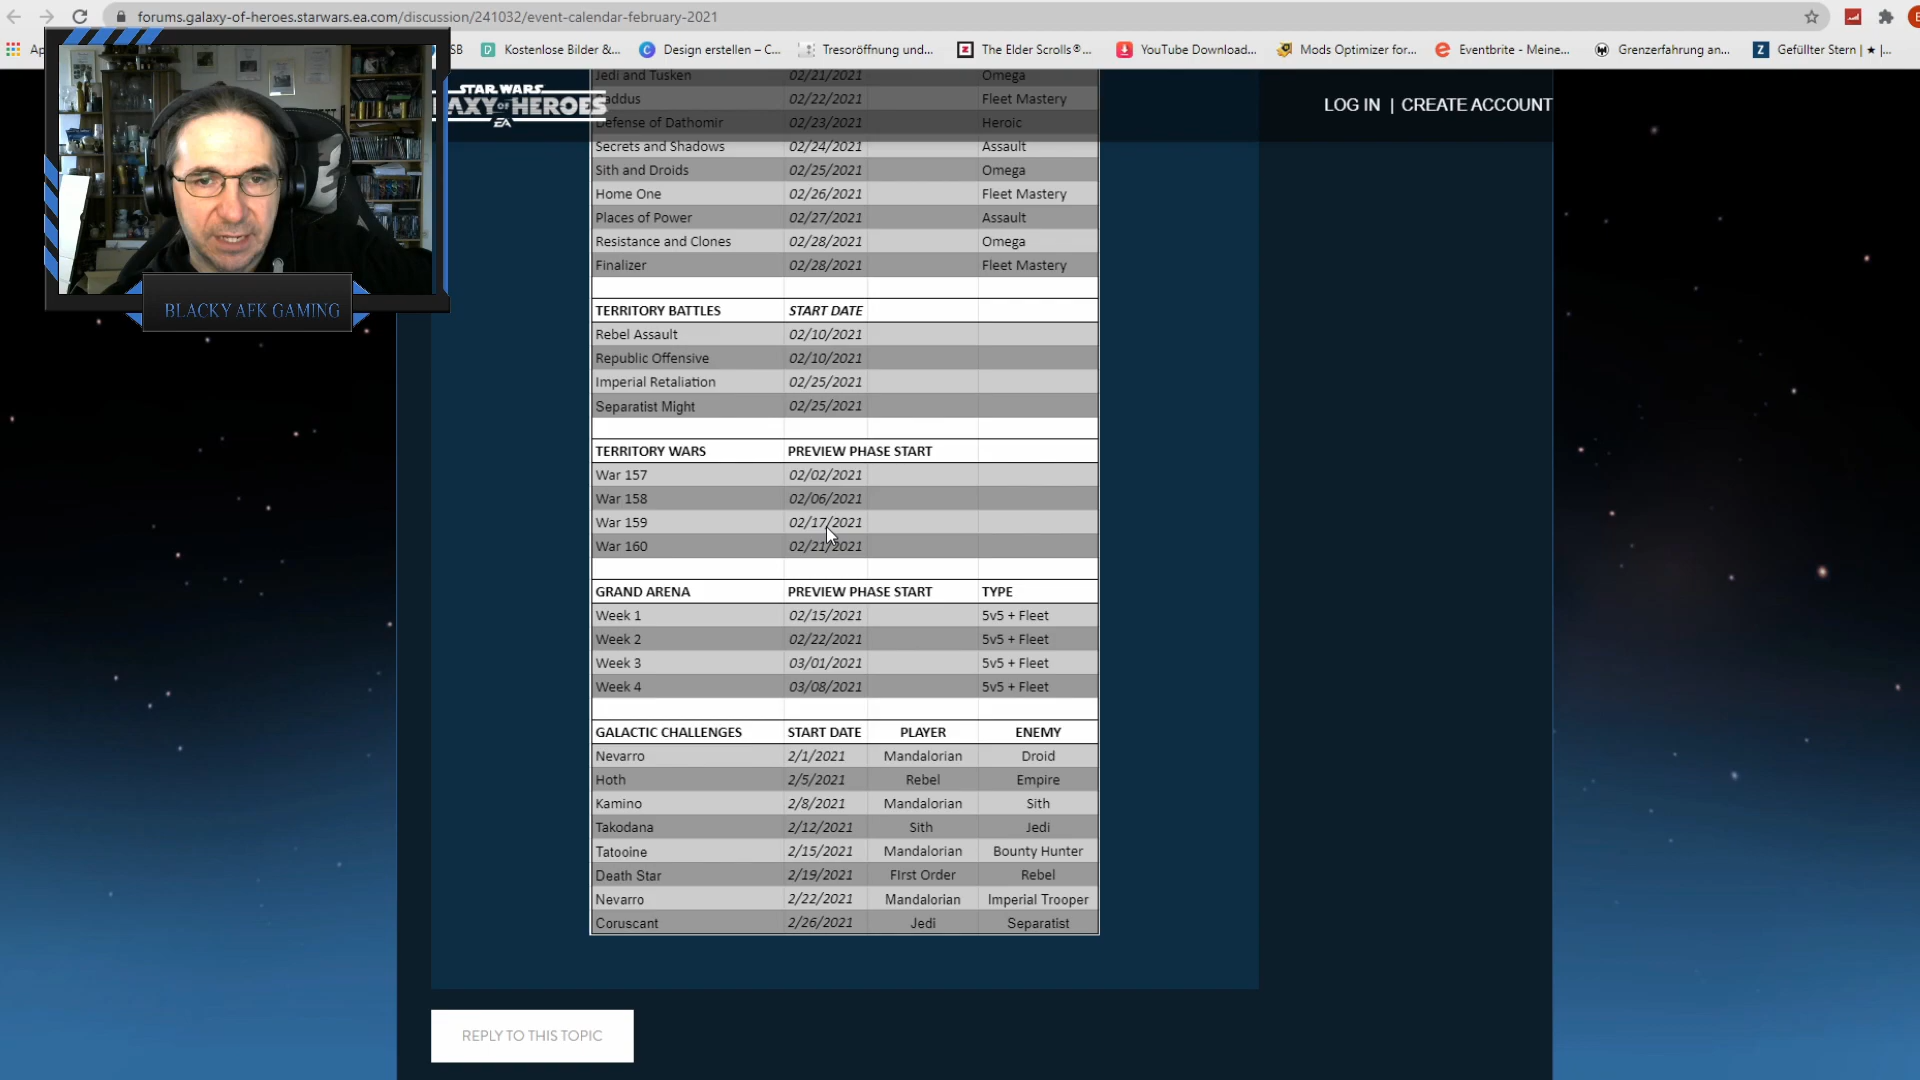 forums.galaxy-of-heroes.starwars.ea.com/discussion/241032/event-calendar-february-2021
SB Kostenlose Bilder &... Design erstellen – C... Tresoröffnung und... The Elder Scrolls®... YouTube Download... Mods Optimizer for... Eventbrite - Meine... Grenzerfahrung an... Gefüllter Stern | ★ |...
STAR WARS
GALAXY OF HEROES
EA
LOG IN | CREATE ACCOUNT
BLACKY AFK GAMING
Jedi and Tusken 02/21/2021 Omega
02/22/2021 Fleet Mastery
Defense of Dathomir 02/23/2021 Heroic
Secrets and Shadows 02/24/2021 Assault
Sith and Droids 02/25/2021 Omega
Home One 02/26/2021 Fleet Mastery
Places of Power 02/27/2021 Assault
Resistance and Clones 02/28/2021 Omega
Finalizer 02/28/2021 Fleet Mastery
TERRITORY BATTLES START DATE
Rebel Assault 02/10/2021
Republic Offensive 02/10/2021
Imperial Retaliation 02/25/2021
Separatist Might 02/25/2021
TERRITORY WARS PREVIEW PHASE START
War 157 02/02/2021
War 158 02/06/2021
War 159 02/17/2021
War 160 02/21/2021
GRAND ARENA PREVIEW PHASE START TYPE
Week 1 02/15/2021 5v5 + Fleet
Week 2 02/22/2021 5v5 + Fleet
Week 3 03/01/2021 5v5 + Fleet
Week 4 03/08/2021 5v5 + Fleet
GALACTIC CHALLENGES START DATE PLAYER ENEMY
Nevarro 2/1/2021 Mandalorian Droid
Hoth 2/5/2021 Rebel Empire
Kamino 2/8/2021 Mandalorian Sith
Takodana 2/12/2021 Sith Jedi
Tatooine 2/15/2021 Mandalorian Bounty Hunter
Death Star 2/19/2021 FIrst Order Rebel
Nevarro 2/22/2021 Mandalorian Imperial Trooper
Coruscant 2/26/2021 Jedi Separatist
REPLY TO THIS TOPIC